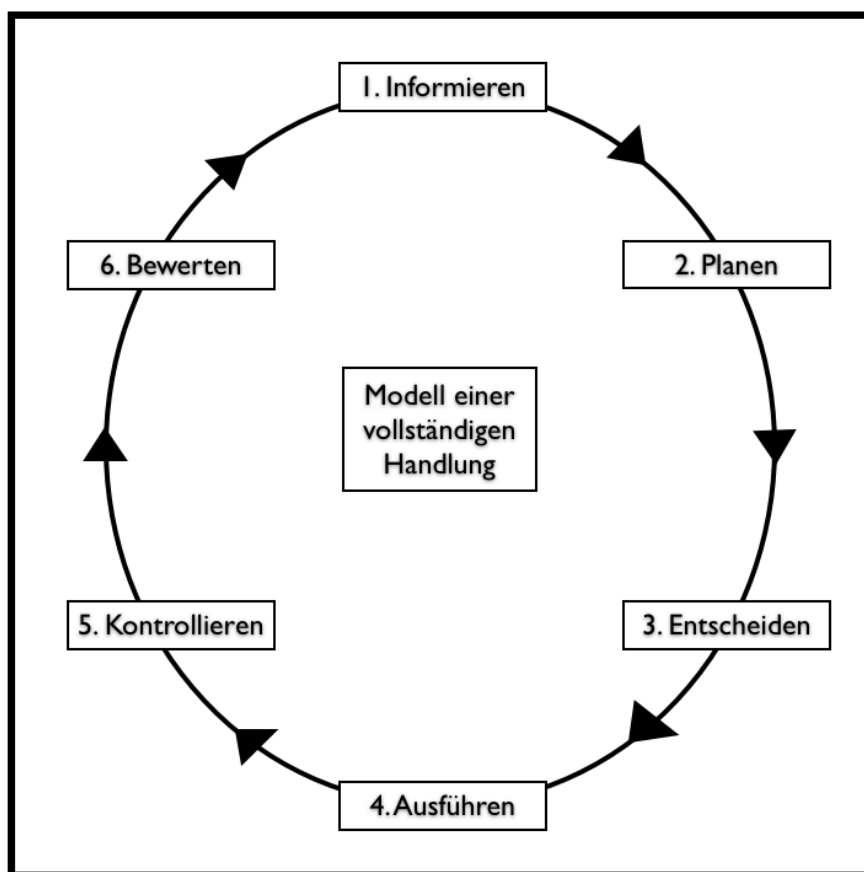 1. Informieren
2. Planen
3. Entscheiden
4. Ausführen
5. Kontrollieren
6. Bewerten
Modell einer
vollständigen
Handlung